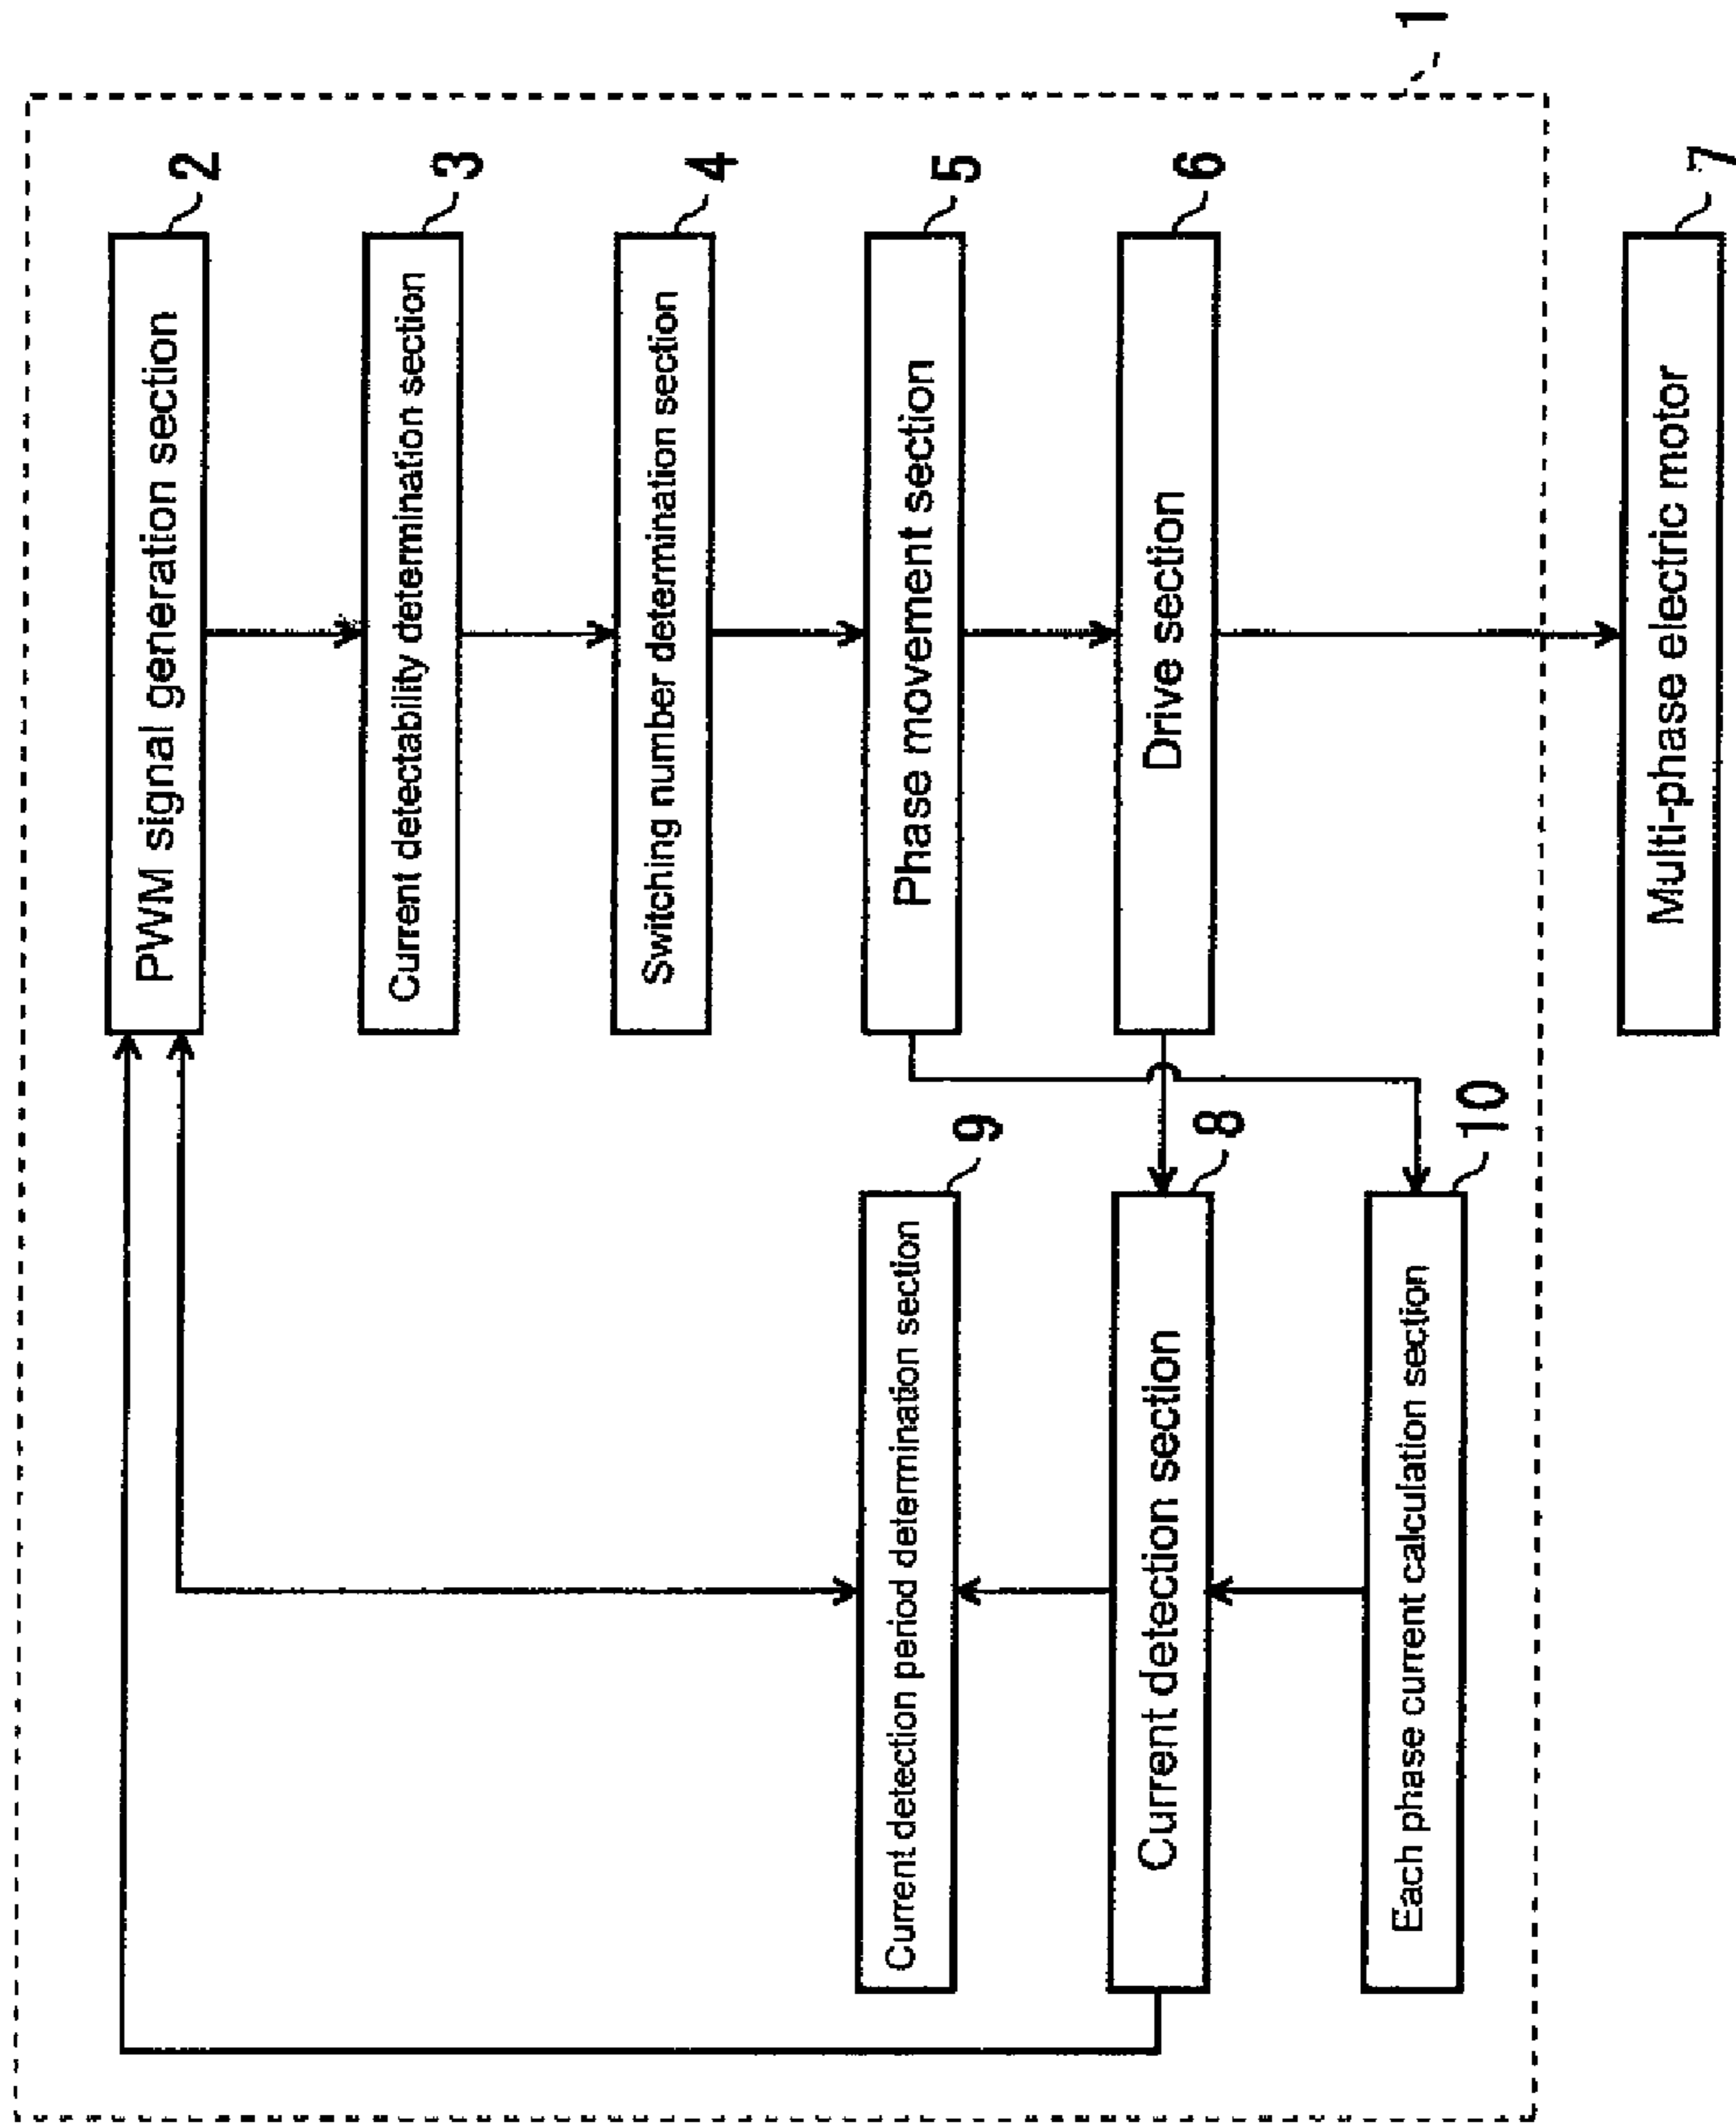 1
2
PWM signal generation section
3
Current detectability determination section
4
Switching number determination section
5
Phase movement section
6
Drive section
7
Multi-phase electric motor
9
Current detection period determination section
8
Current detection section
10
Each phase current calculation section